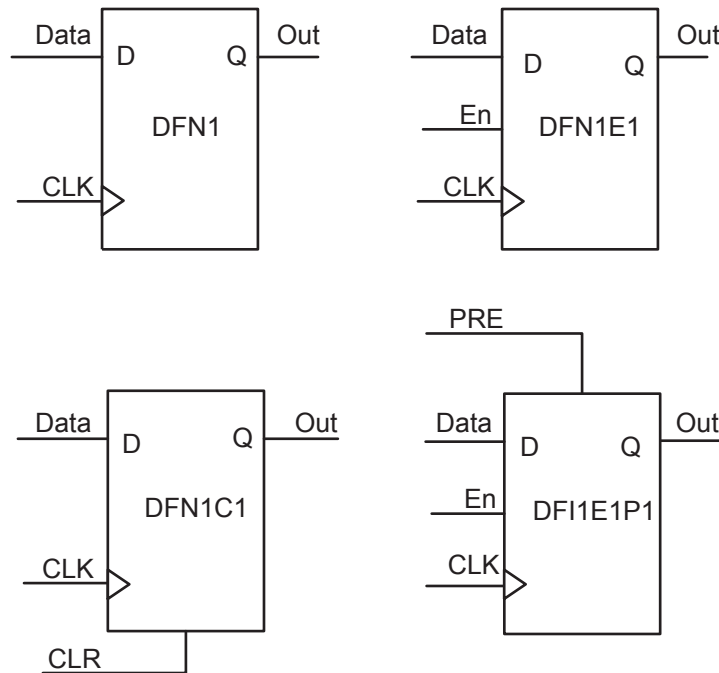 Data
Out
D
Q
DFN1
CLK
Data
Out
D
Q
En
DFN1E1
CLK
Data
Out
D
Q
DFN1C1
CLK
CLR
PRE
Data
Out
D
Q
En
DFI1E1P1
CLK